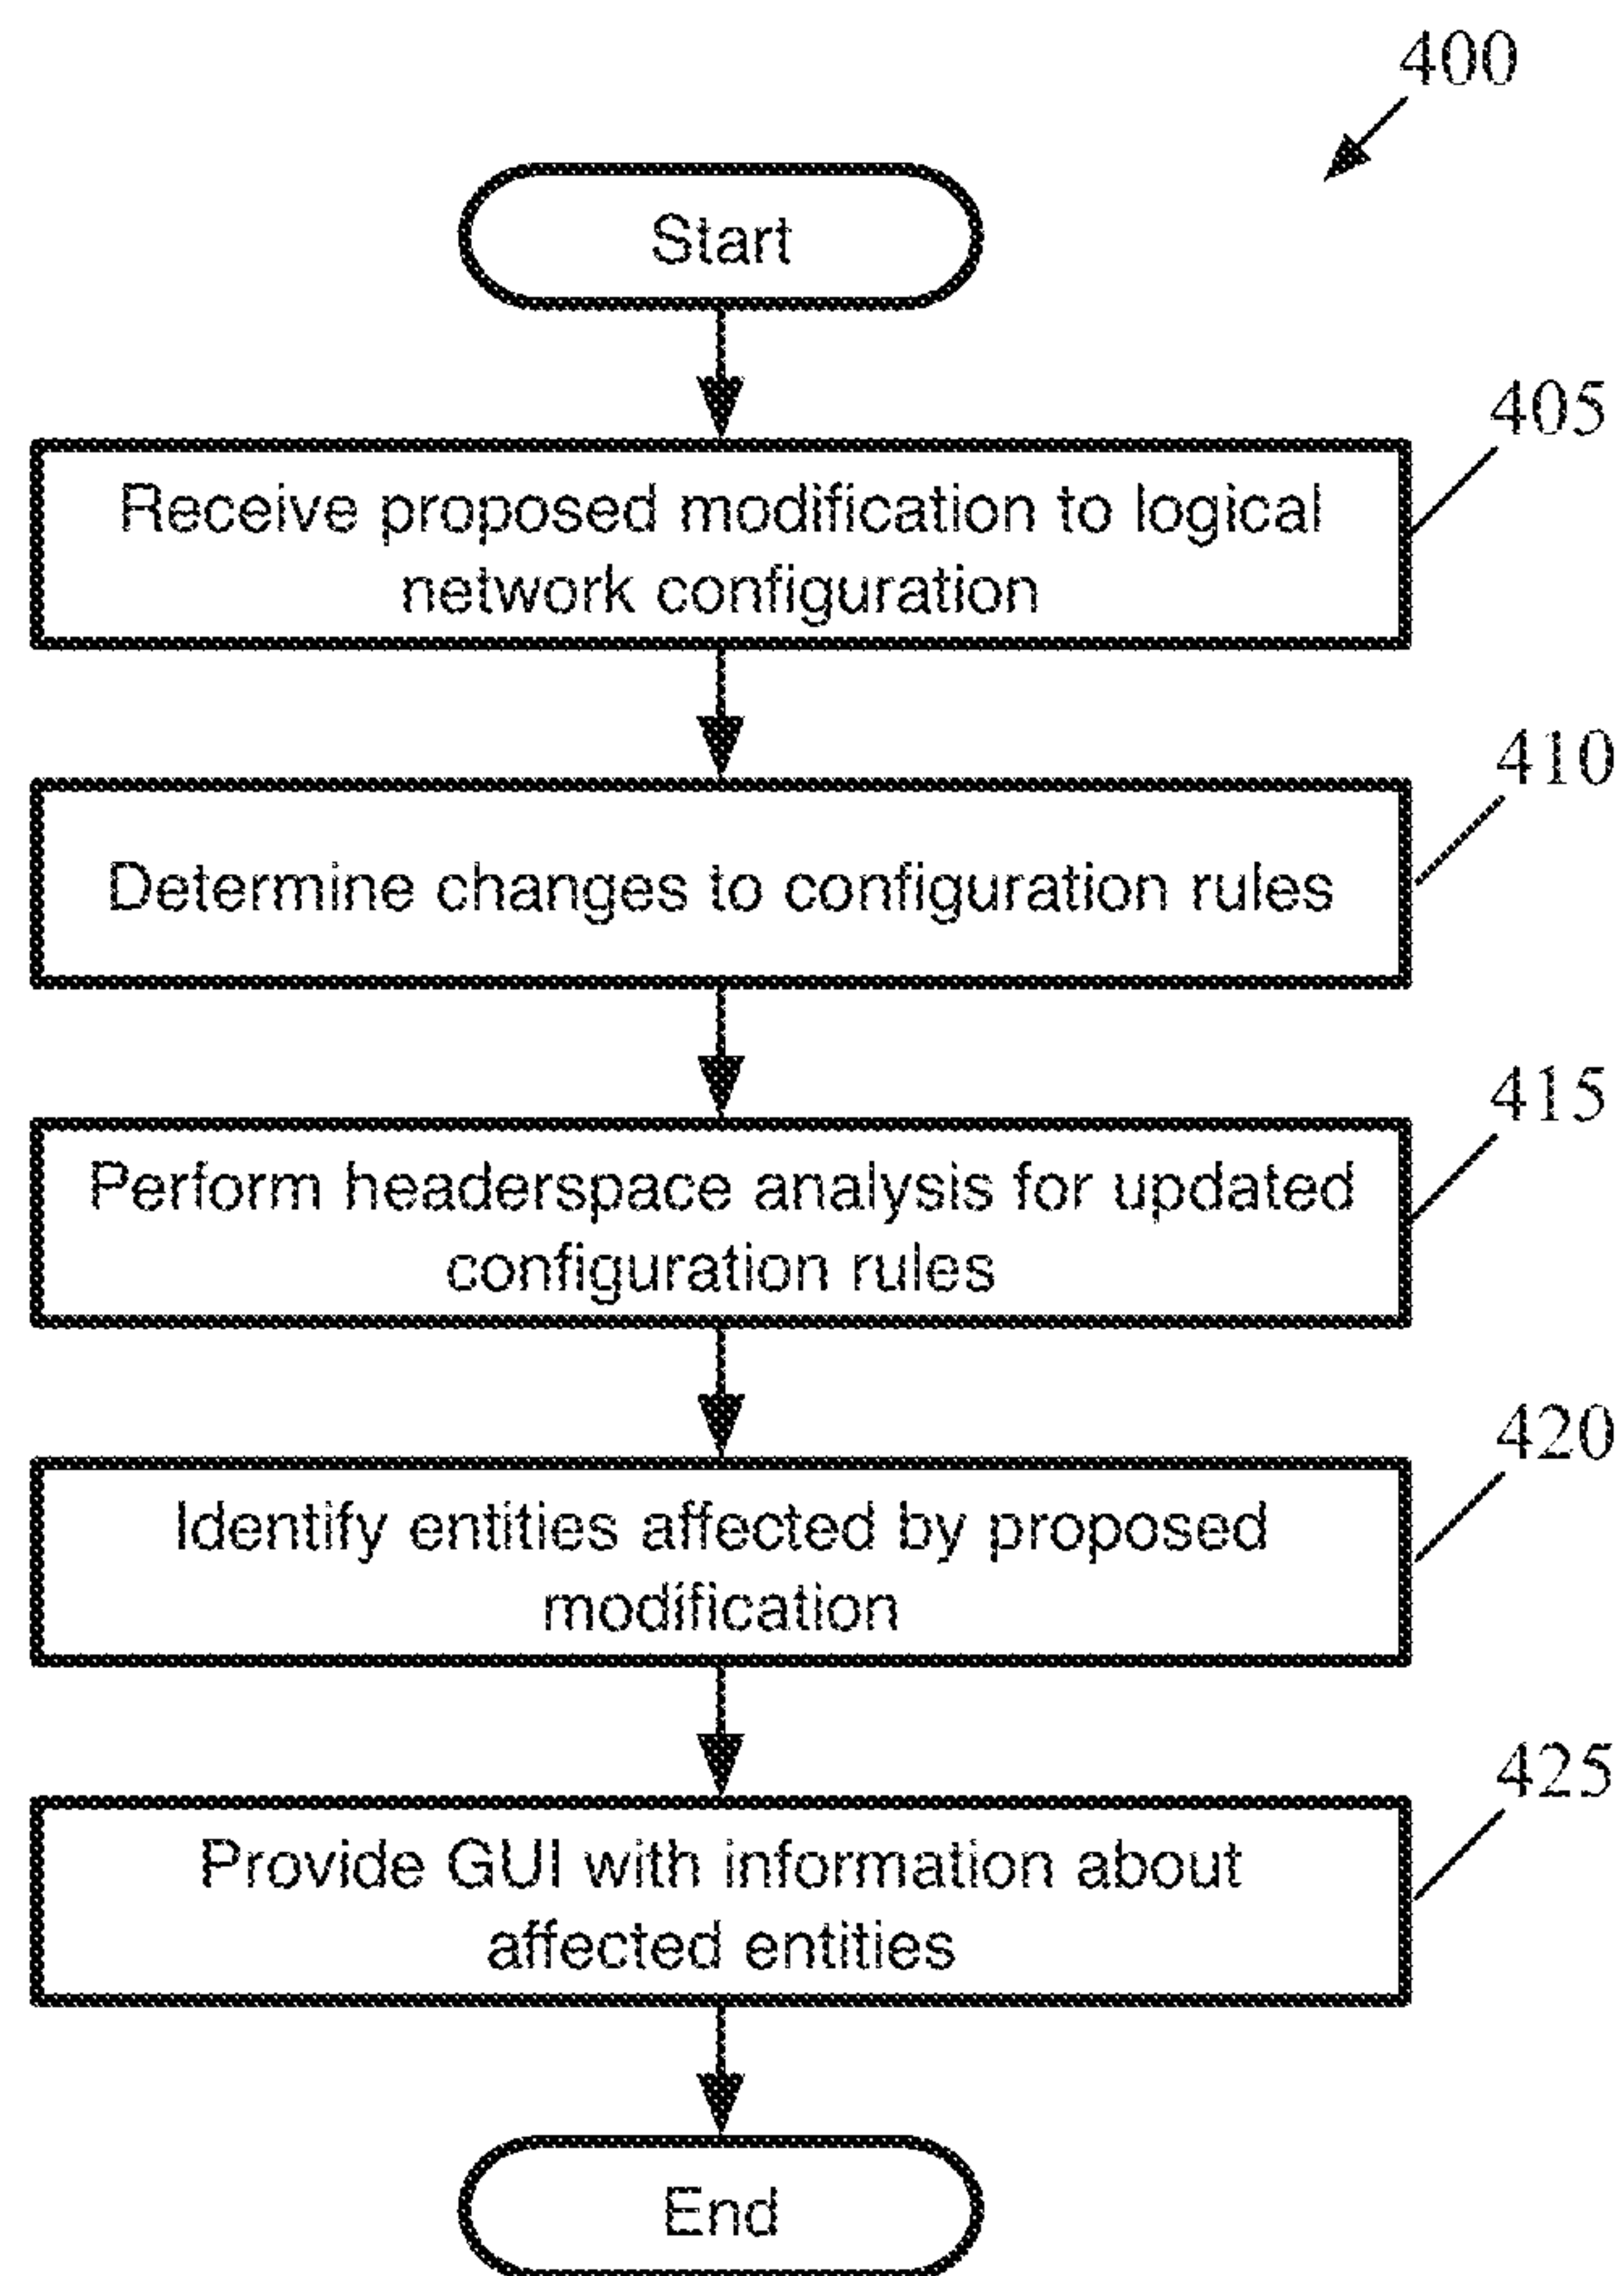 400
Start
405
Receive proposed modification to logical
network configuration
410
Determine changes to configuration rules
415
Perform headerspace analysis for updated
configuration rules
420
Identify entities affected by proposed
modification
425
Provide GUI with information about
affected entities
End